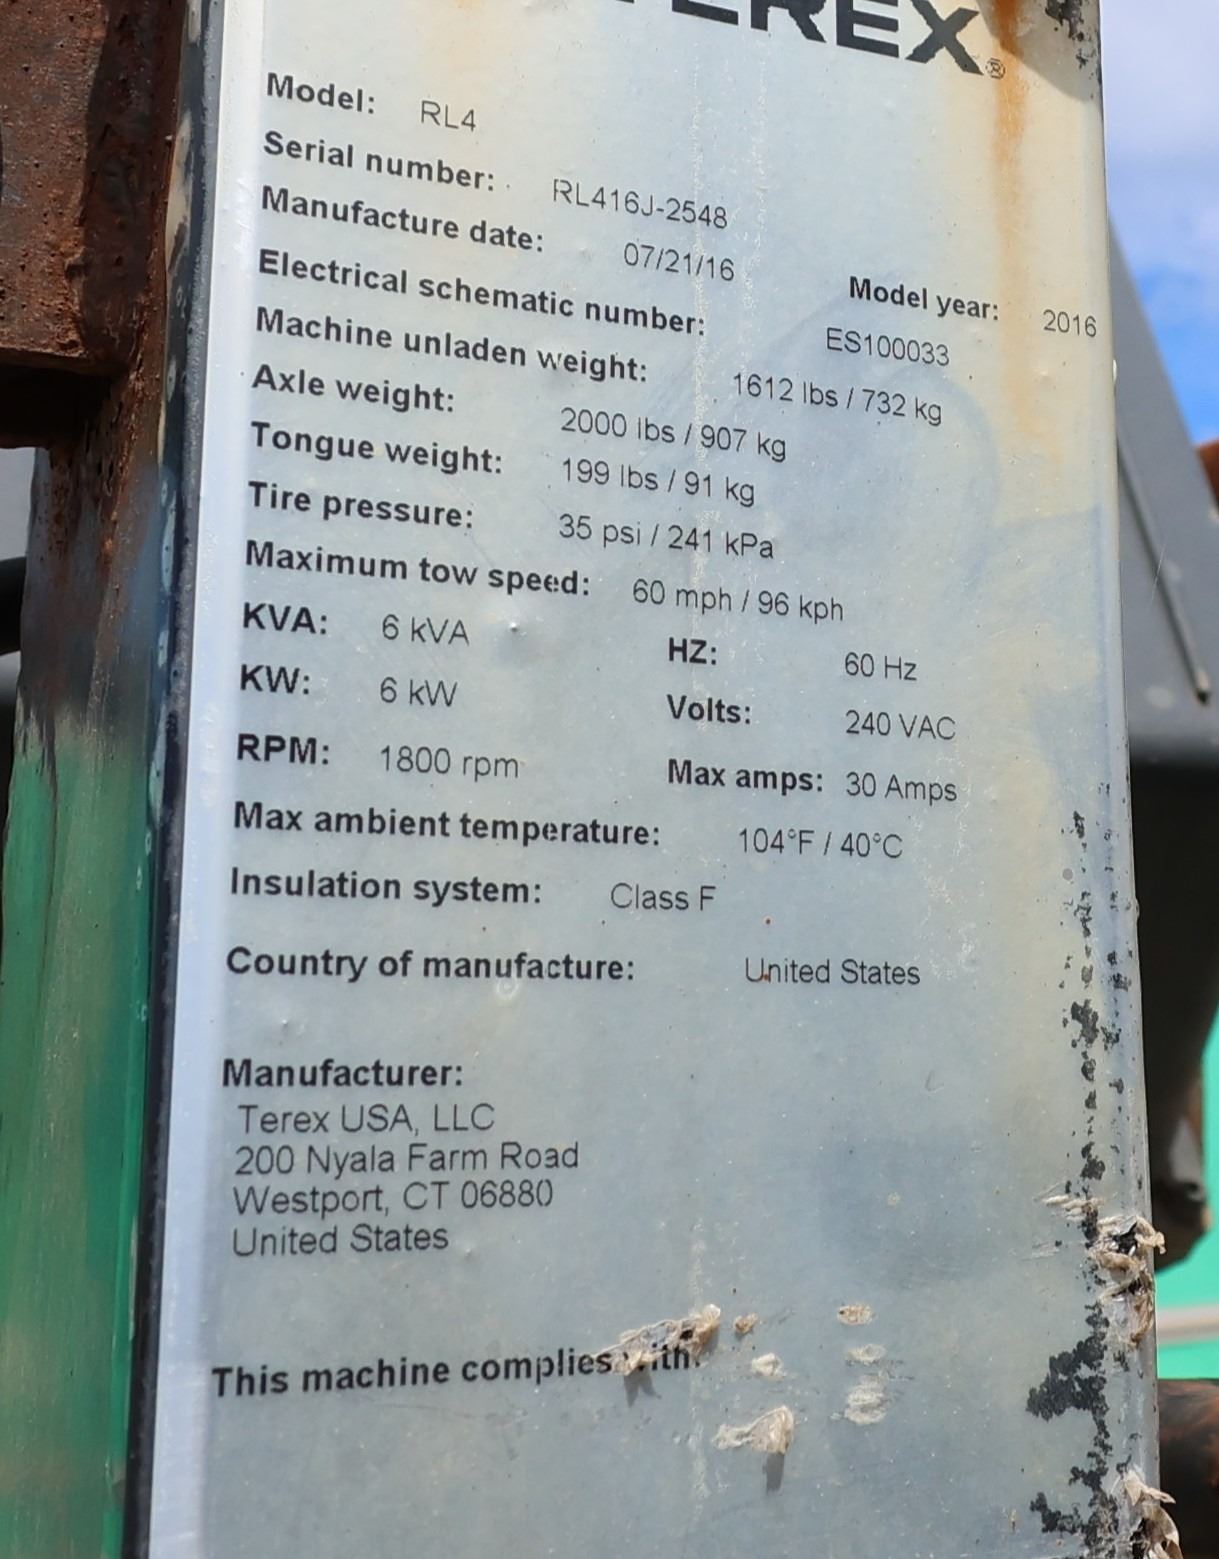 TEREX®
Model: RL4
Serial number: RL416J-2548
Manufacture date: 07/21/16 Model year: 2016
Electrical schematic number: ES100033
Machine unladen weight: 1612 lbs / 732 kg
Axle weight: 2000 lbs / 907 kg
Tongue weight: 199 lbs / 91 kg
Tire pressure: 35 psi / 241 kPa
Maximum tow speed: 60 mph / 96 kph
KVA: 6 kVA HZ: 60 Hz
KW: 6 kW Volts: 240 VAC
RPM: 1800 rpm Max amps: 30 Amps
Max ambient temperature: 104°F / 40°C
Insulation system: Class F
Country of manufacture: United States
Manufacturer:
Terex USA, LLC
200 Nyala Farm Road
Westport, CT 06880
United States
This machine complies with: